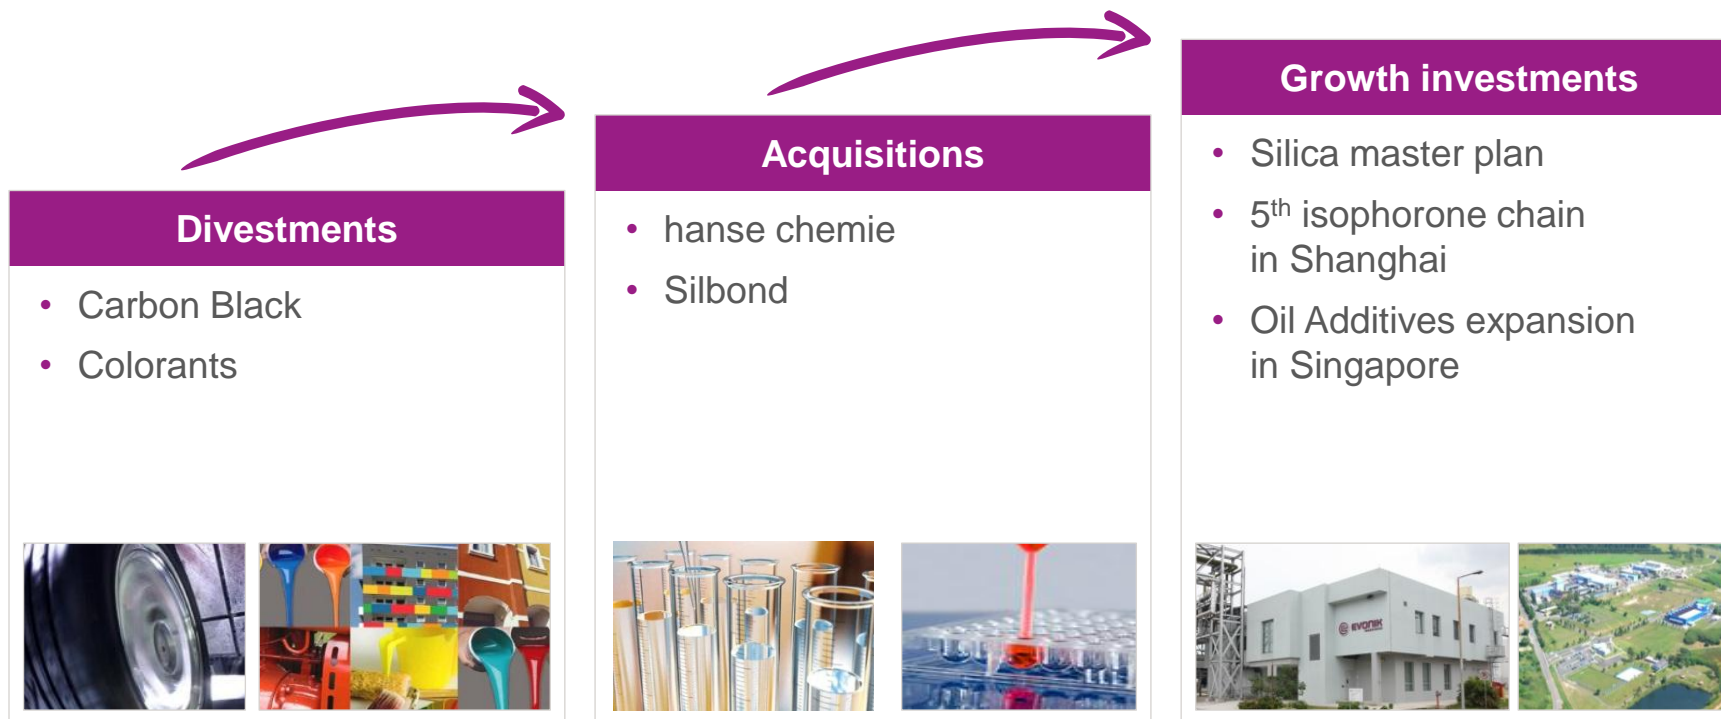 Divestments
• Carbon Black
• Colorants
Acquisitions
• hanse chemie
• Silbond
Growth investments
• Silica master plan
• 5th isophorone chain
in Shanghai
• Oil Additives expansion
in Singapore
EVONIK